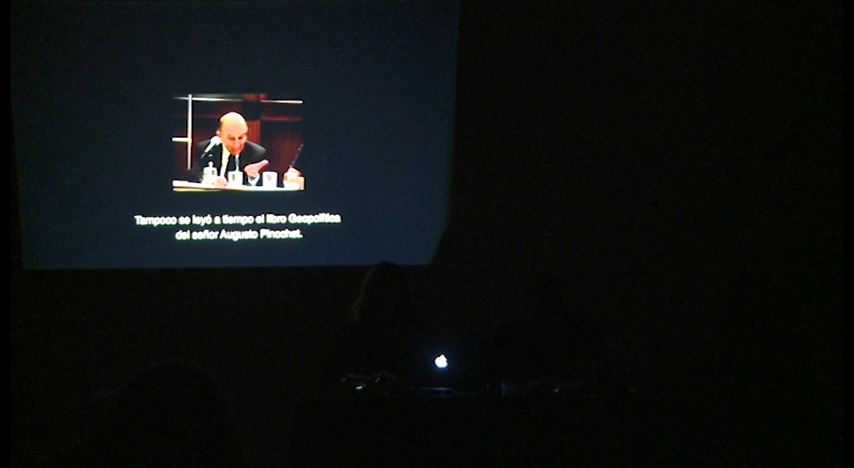 Tampoco se leyó a tiempo el libro Geopolítica
del señor Augusto Pinochet.